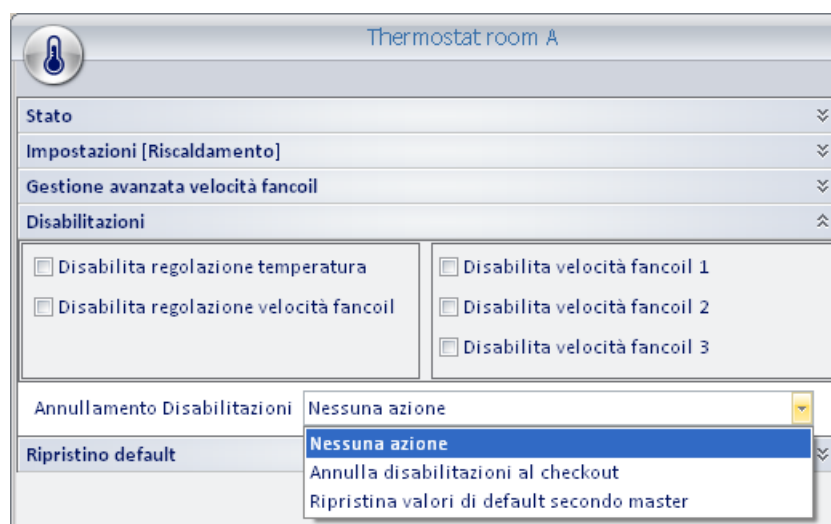 Thermostat room A
Stato
Impostazioni [Riscaldamento]
Gestione avanzata velocità fancoil
Disabilitazioni
Disabilita regolazione temperatura
Disabilita regolazione velocità fancoil
Disabilita velocità fancoil 1
Disabilita velocità fancoil 2
Disabilita velocità fancoil 3
Annullamento Disabilitazioni Nessuna azione
Nessuna azione
Annulla disabilitazioni al checkout
Ripristina valori di default secondo master
Ripristino default